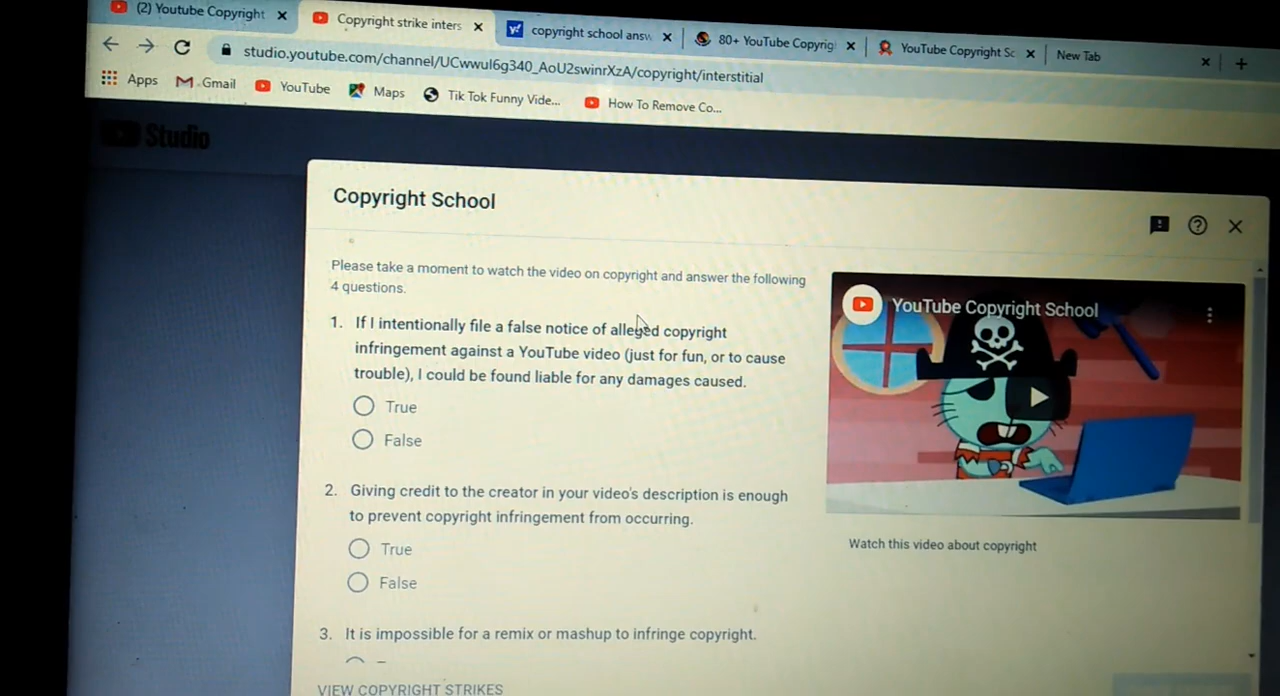 (2) Youtube Copyright
Copyright strike inters
copyright school answ
80+ YouTube Copyrig
YouTube Copyright Sc
New Tab
studio.youtube.com/channel/UCwwul6g340_AoU2swinrXzA/copyright/interstitial
Apps
Gmail
YouTube
Maps
Tik Tok Funny Vide...
How To Remove Co...
Studio
Copyright School
Please take a moment to watch the video on copyright and answer the following
4 questions.
1. If I intentionally file a false notice of alleged copyright
infringement against a YouTube video (just for fun, or to cause
trouble), I could be found liable for any damages caused.
True
False
2. Giving credit to the creator in your video's description is enough
to prevent copyright infringement from occurring.
True
False
3. It is impossible for a remix or mashup to infringe copyright.
VIEW COPYRIGHT STRIKES
YouTube Copyright School
Watch this video about copyright